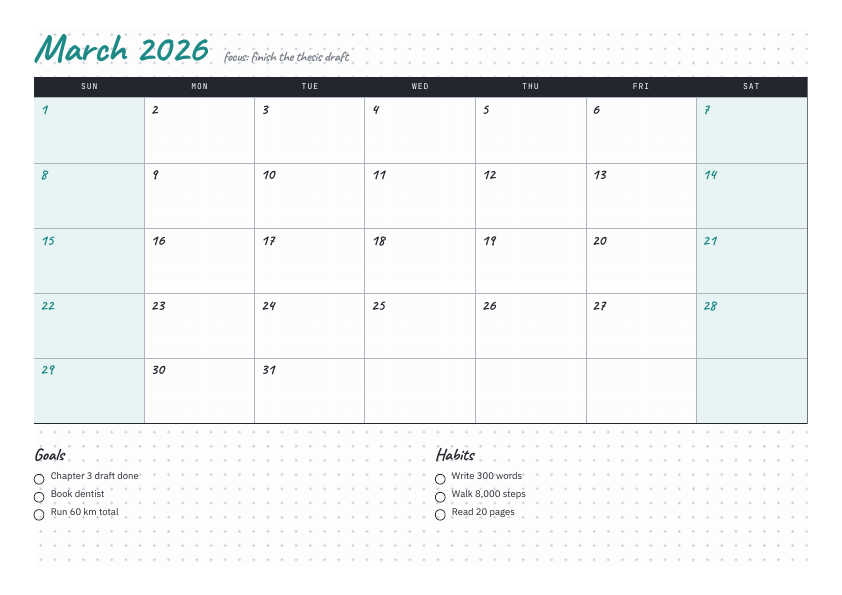 March 2026 focus: finish the thesis draft
SUN MON TUE WED THU FRI SAT
1 2 3 4 5 6 7
8 9 10 11 12 13 14
15 16 17 18 19 20 21
22 23 24 25 26 27 28
29 30 31
Goals
Chapter 3 draft done
Book dentist
Run 60 km total
Habits
Write 300 words
Walk 8,000 steps
Read 20 pages